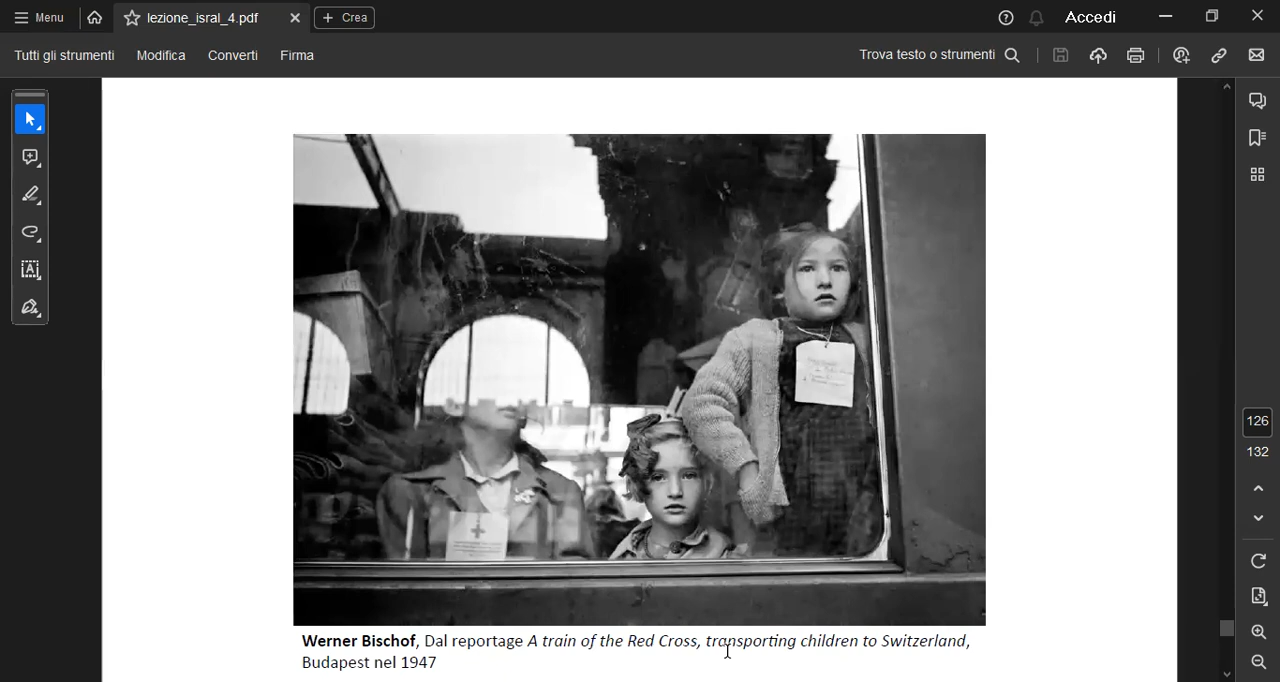 Menu
lezione_isral_4.pdf
Crea
Accedi
Tutti gli strumenti
Modifica
Converti
Firma
Trova testo o strumenti
126
132
Werner Bischof, Dal reportage A train of the Red Cross, transporting children to Switzerland,
Budapest nel 1947